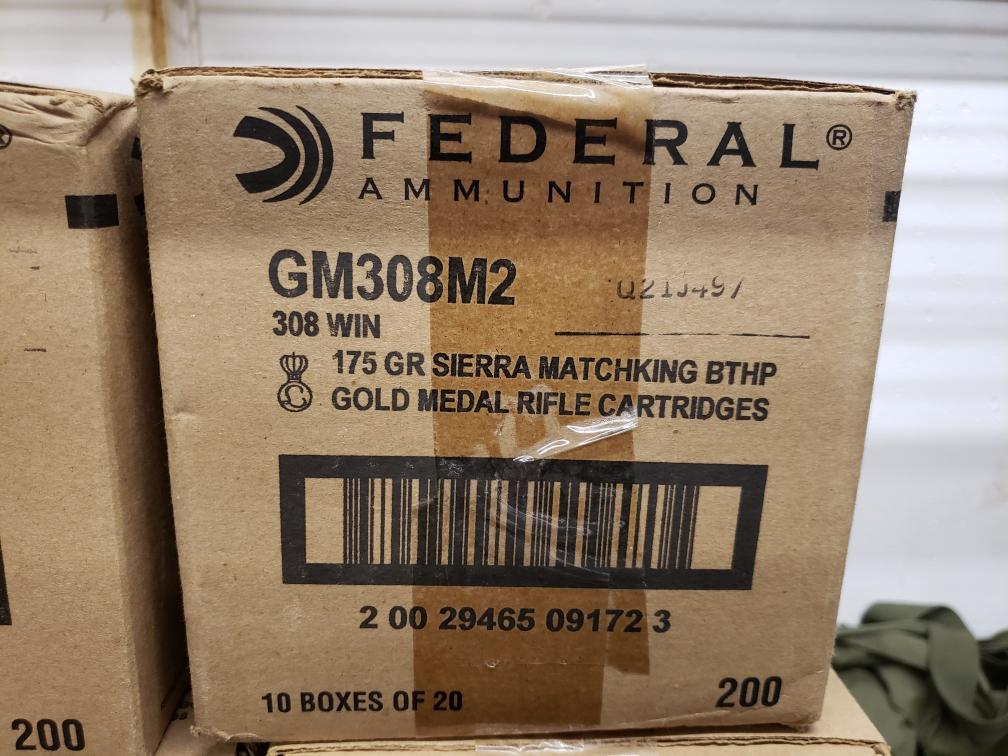 FEDERAL®
AMMUNITION
GM308M2
308 WIN
175 GR SIERRA MATCHKING BTHP
GOLD MEDAL RIFLE CARTRIDGES
2 00 29465 09172 3
10 BOXES OF 20
200
200
®